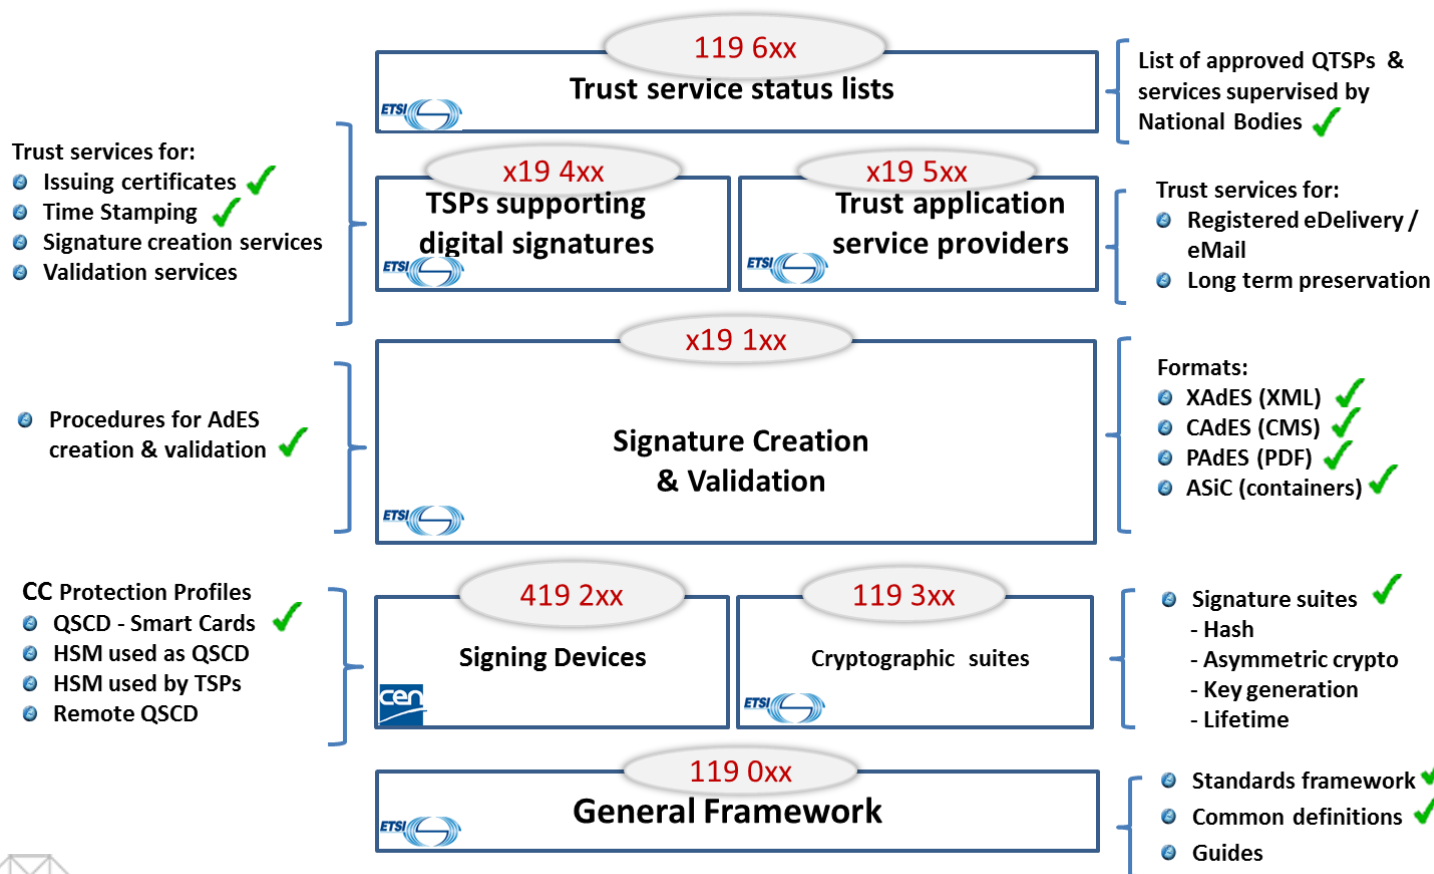 119 6xx
Trust service status lists
ETSI
List of approved QTSPs &
services supervised by
National Bodies
Trust services for:
Issuing certificates
Time Stamping
Signature creation services
Validation services
x19 4xx
TSPs supporting
digital signatures
ETSI
x19 5xx
Trust application
service providers
ETSI
Trust services for:
Registered eDelivery /
eMail
Long term preservation
Procedures for AdES
creation & validation
x19 1xx
Signature Creation
& Validation
ETSI
Formats:
XAdES (XML)
CAdES (CMS)
PAdES (PDF)
ASiC (containers)
CC Protection Profiles
QSCD - Smart Cards
HSM used as QSCD
HSM used by TSPs
Remote QSCD
419 2xx
Signing Devices
cen
119 3xx
Cryptographic suites
ETSI
Signature suites
- Hash
- Asymmetric crypto
- Key generation
- Lifetime
119 0xx
General Framework
ETSI
Standards framework
Common definitions
Guides